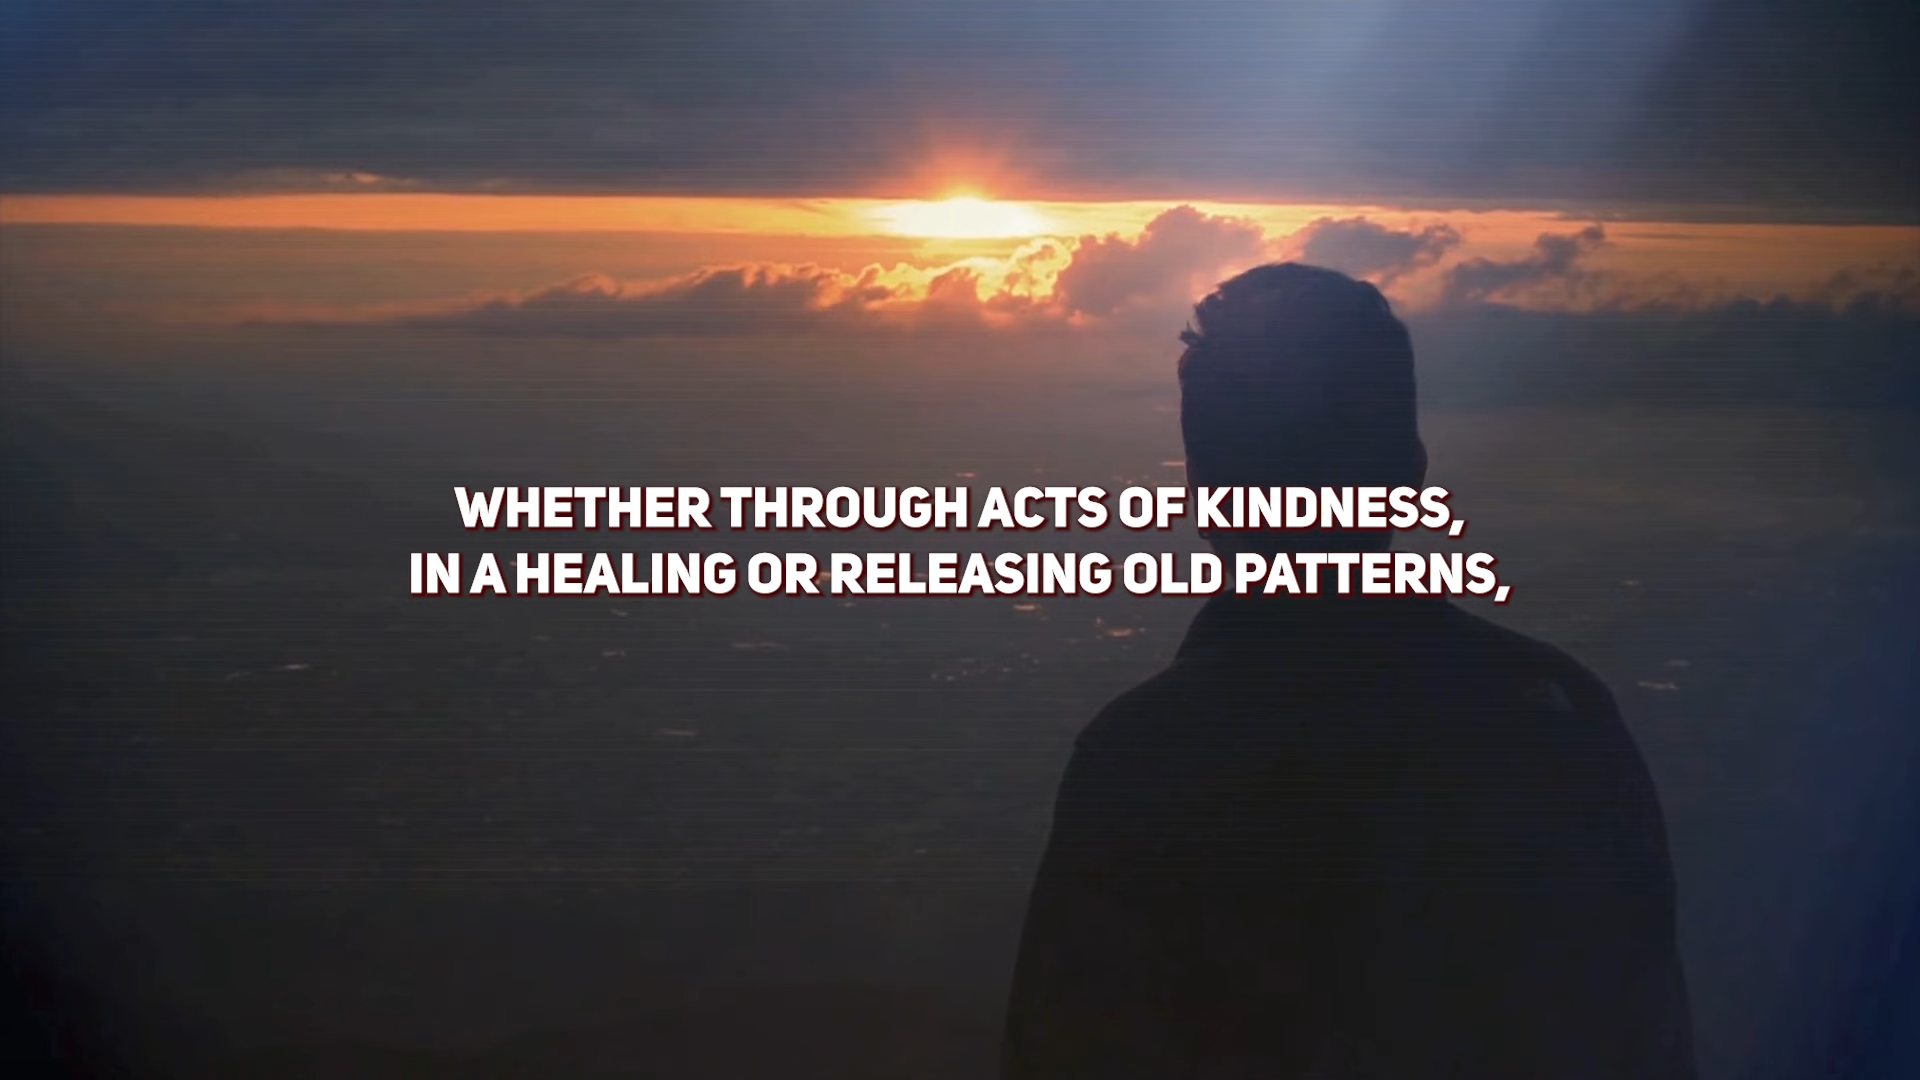 WHETHER THROUGH ACTS OF KINDNESS,
IN A HEALING OR RELEASING OLD PATTERNS,